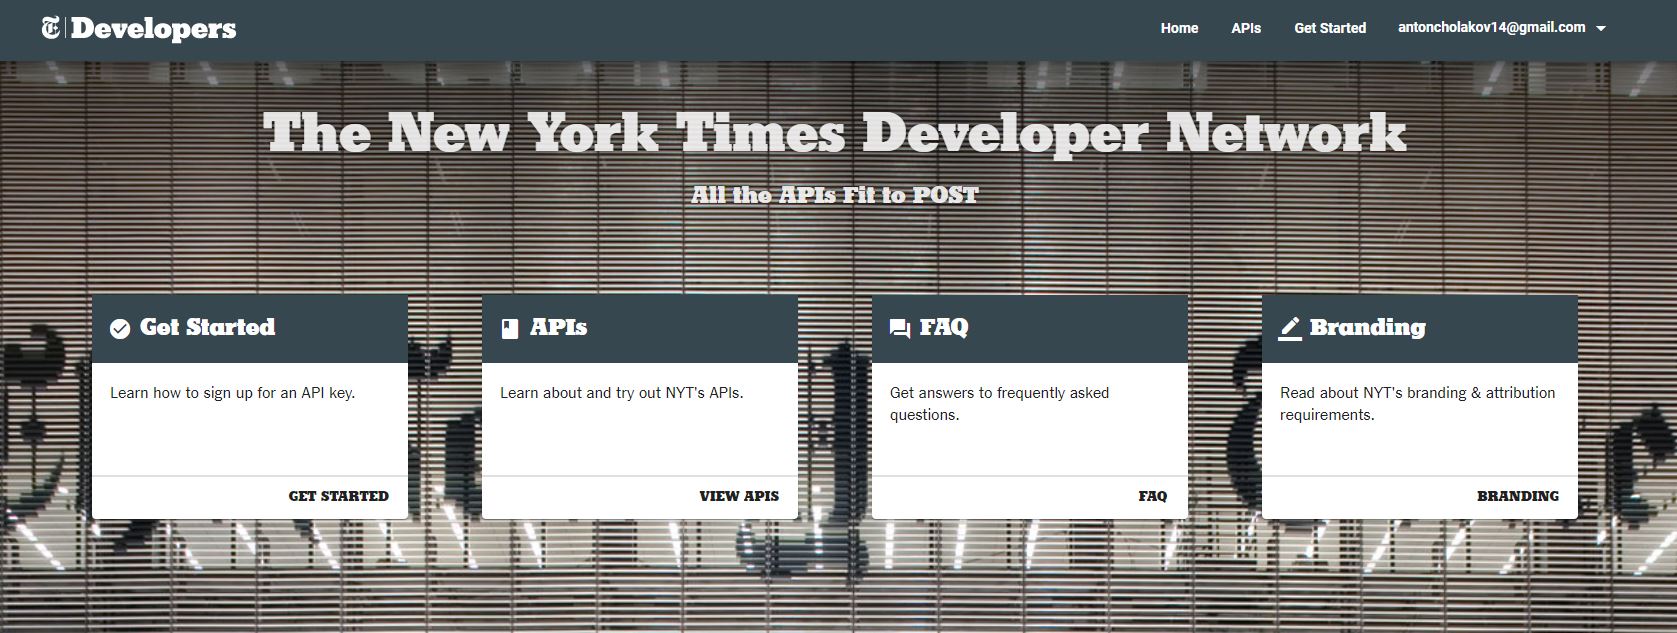 T Developers
Home APIs Get Started antoncholakov14@gmail.com
The New York Times Developer Network
All the APIs Fit to POST
Get Started
Learn how to sign up for an API key.
GET STARTED
APIs
Learn about and try out NYT's APIs.
VIEW APIS
FAQ
Get answers to frequently asked
questions.
FAQ
Branding
Read about NYT's branding & attribution
requirements.
BRANDING